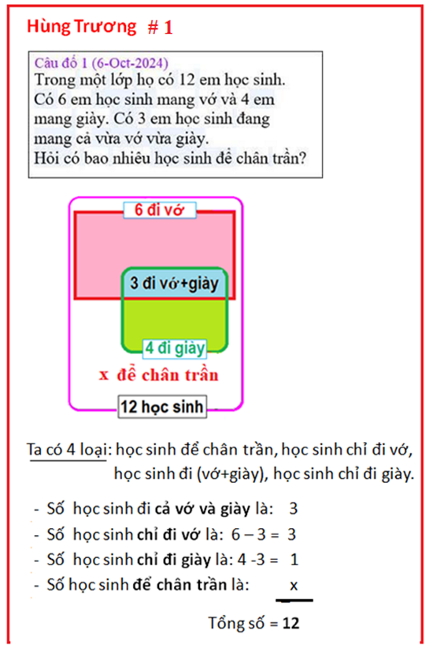 Hùng Trương # 1
Câu đố 1 (6-Oct-2024)
Trong một lớp họ có 12 em học sinh.
Có 6 em học sinh mang vớ và 4 em
mang giày. Có 3 em học sinh đang
mang cả vừa vớ vừa giày.
Hỏi có bao nhiêu học sinh để chân trần?
6 đi vớ
3 đi vớ+giày
4 đi giày
x để chân trần
12 học sinh
Ta có 4 loại: học sinh để chân trần, học sinh chỉ đi vớ,
học sinh đi (vớ+giày), học sinh chỉ đi giày.
- Số học sinh đi cả vớ và giày là: 3
- Số học sinh chỉ đi vớ là: 6 – 3 = 3
- Số học sinh chỉ đi giày là: 4 -3 = 1
- Số học sinh để chân trần là: x
Tổng số = 12